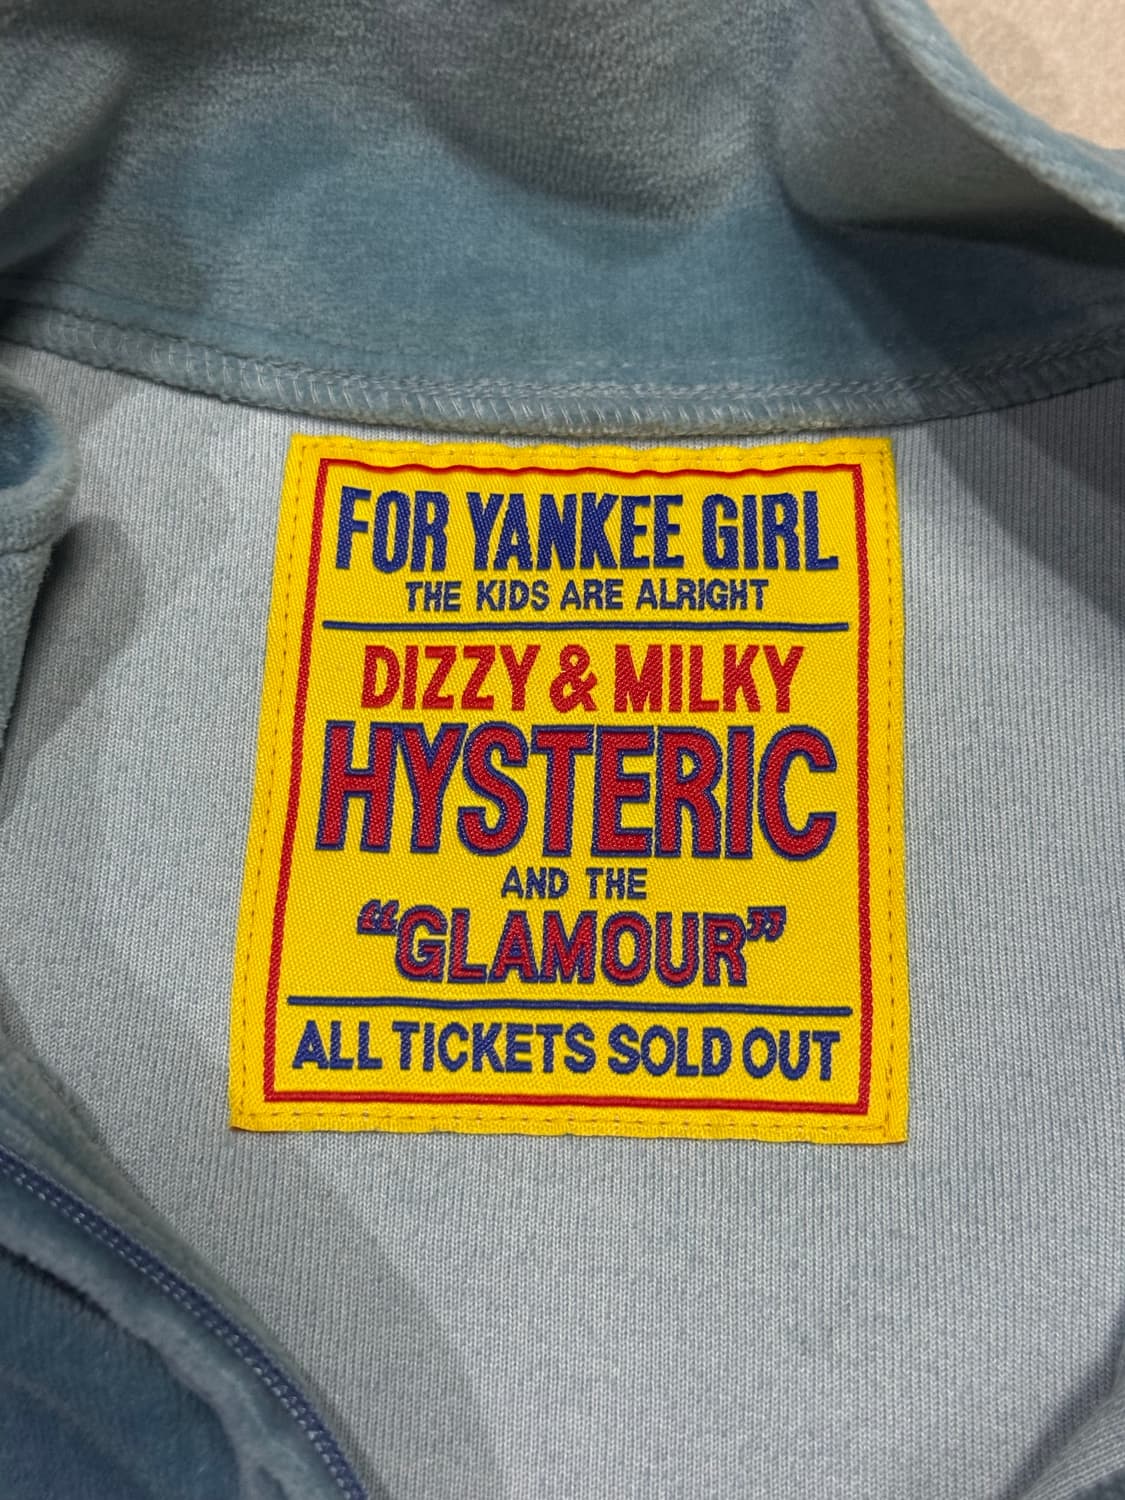 FOR YANKEE GIRL
THE KIDS ARE ALRIGHT
DIZZY & MILKY
HYSTERIC
AND THE
“GLAMOUR”
ALL TICKETS SOLD OUT